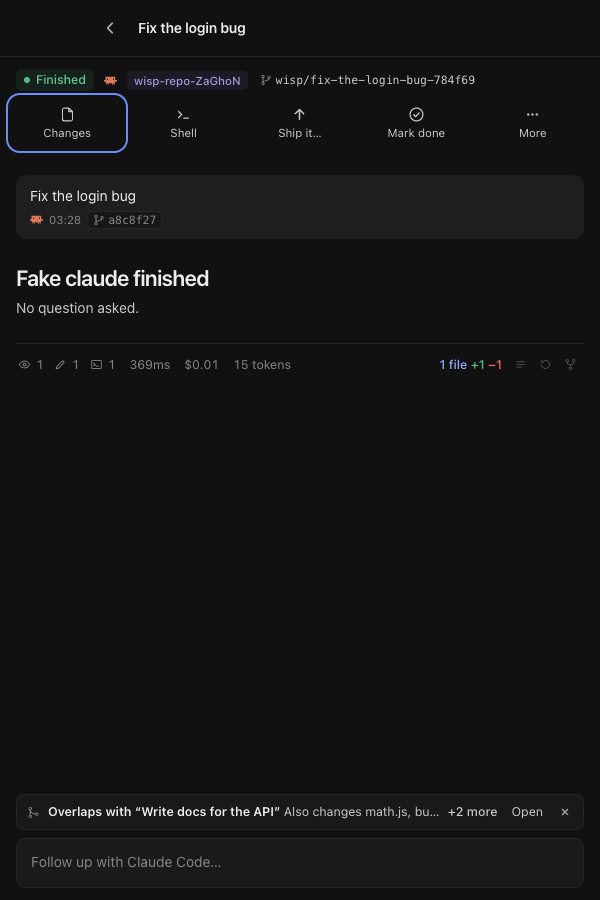 Fix the login bug
Finished wisp-repo-ZaGhoN wisp/fix-the-login-bug-784f69
Changes Shell Ship it... Mark done More
Fix the login bug
03:28 a8c8f27
Fake claude finished
No question asked.
1 1 1 369ms $0.01 15 tokens 1 file +1 −1
Overlaps with “Write docs for the API” Also changes math.js, bu... +2 more Open ×
Follow up with Claude Code...